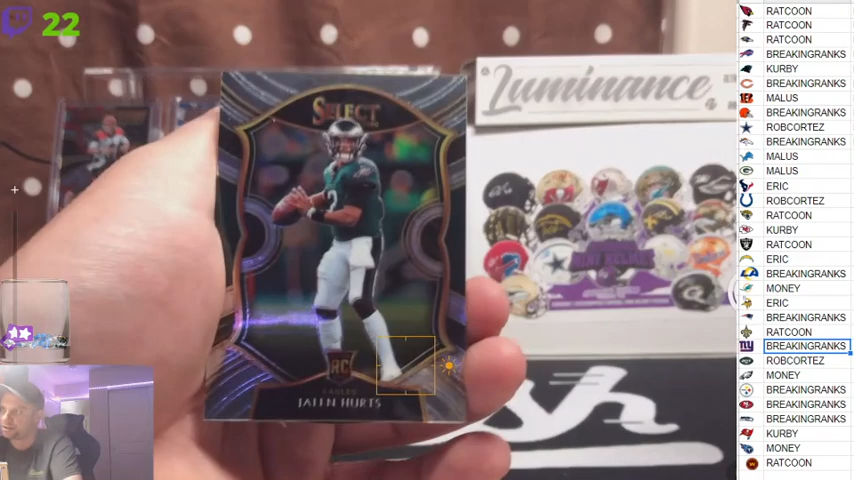 22
SELECT
RC
EAGLES
JALEN HURTS
Luminance
RATCOON
RATCOON
RATCOON
BREAKINGRANKS
KURBY
BREAKINGRANKS
MALUS
BREAKINGRANKS
ROBCORTEZ
BREAKINGRANKS
MALUS
MALUS
ERIC
ROBCORTEZ
RATCOON
KURBY
RATCOON
ERIC
BREAKINGRANKS
MONEY
ERIC
BREAKINGRANKS
RATCOON
BREAKINGRANKS
ROBCORTEZ
MONEY
BREAKINGRANKS
BREAKINGRANKS
BREAKINGRANKS
KURBY
MONEY
RATCOON